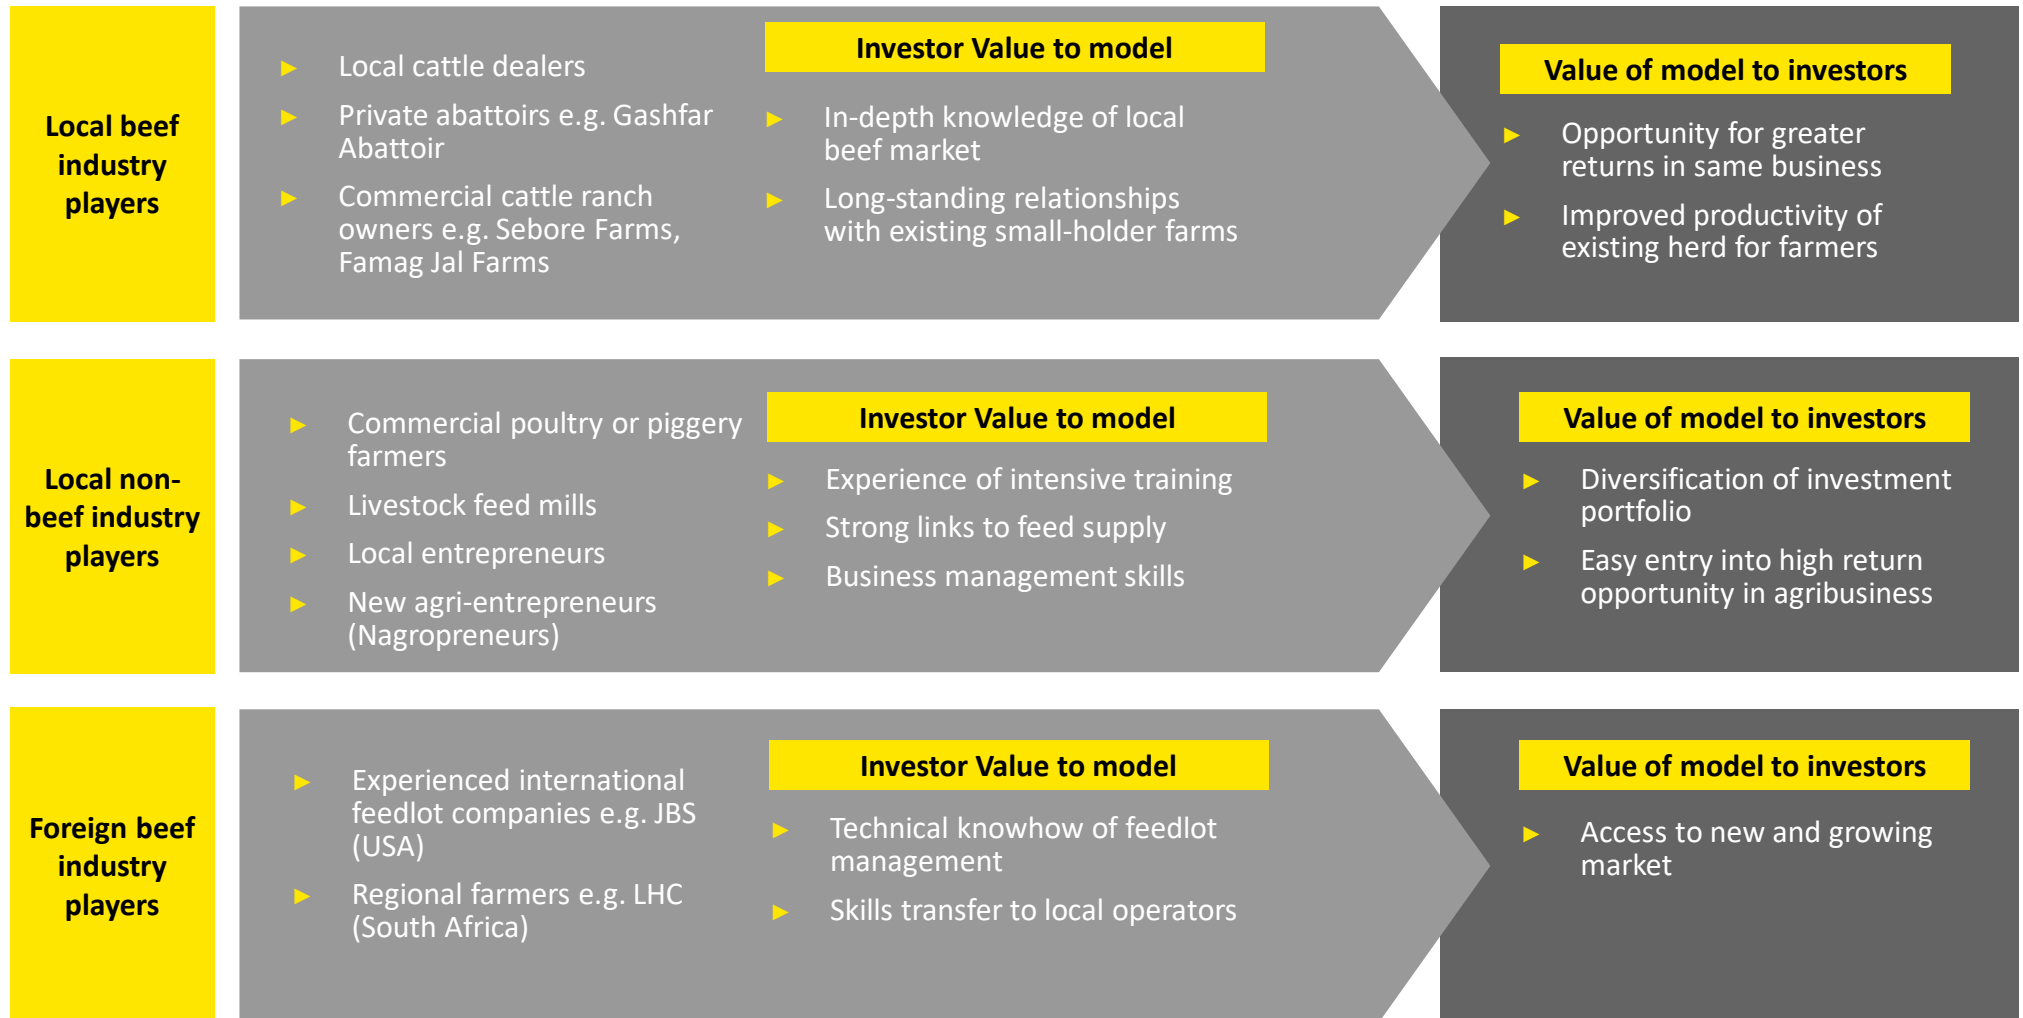 Local beef
industry
players
► Local cattle dealers
► Private abattoirs e.g. Gashfar
Abattoir
► Commercial cattle ranch
owners e.g. Sebore Farms,
Famag Jal Farms
Investor Value to model
► In-depth knowledge of local
beef market
► Long-standing relationships
with existing small-holder farms
Value of model to investors
► Opportunity for greater
returns in same business
► Improved productivity of
existing herd for farmers
Local non-
beef industry
players
► Commercial poultry or piggery
farmers
► Livestock feed mills
► Local entrepreneurs
► New agri-entrepreneurs
(Nagropreneurs)
Investor Value to model
► Experience of intensive training
► Strong links to feed supply
► Business management skills
Value of model to investors
► Diversification of investment
portfolio
► Easy entry into high return
opportunity in agribusiness
Foreign beef
industry
players
► Experienced international
feedlot companies e.g. JBS
(USA)
► Regional farmers e.g. LHC
(South Africa)
Investor Value to model
► Technical knowhow of feedlot
management
► Skills transfer to local operators
Value of model to investors
► Access to new and growing
market